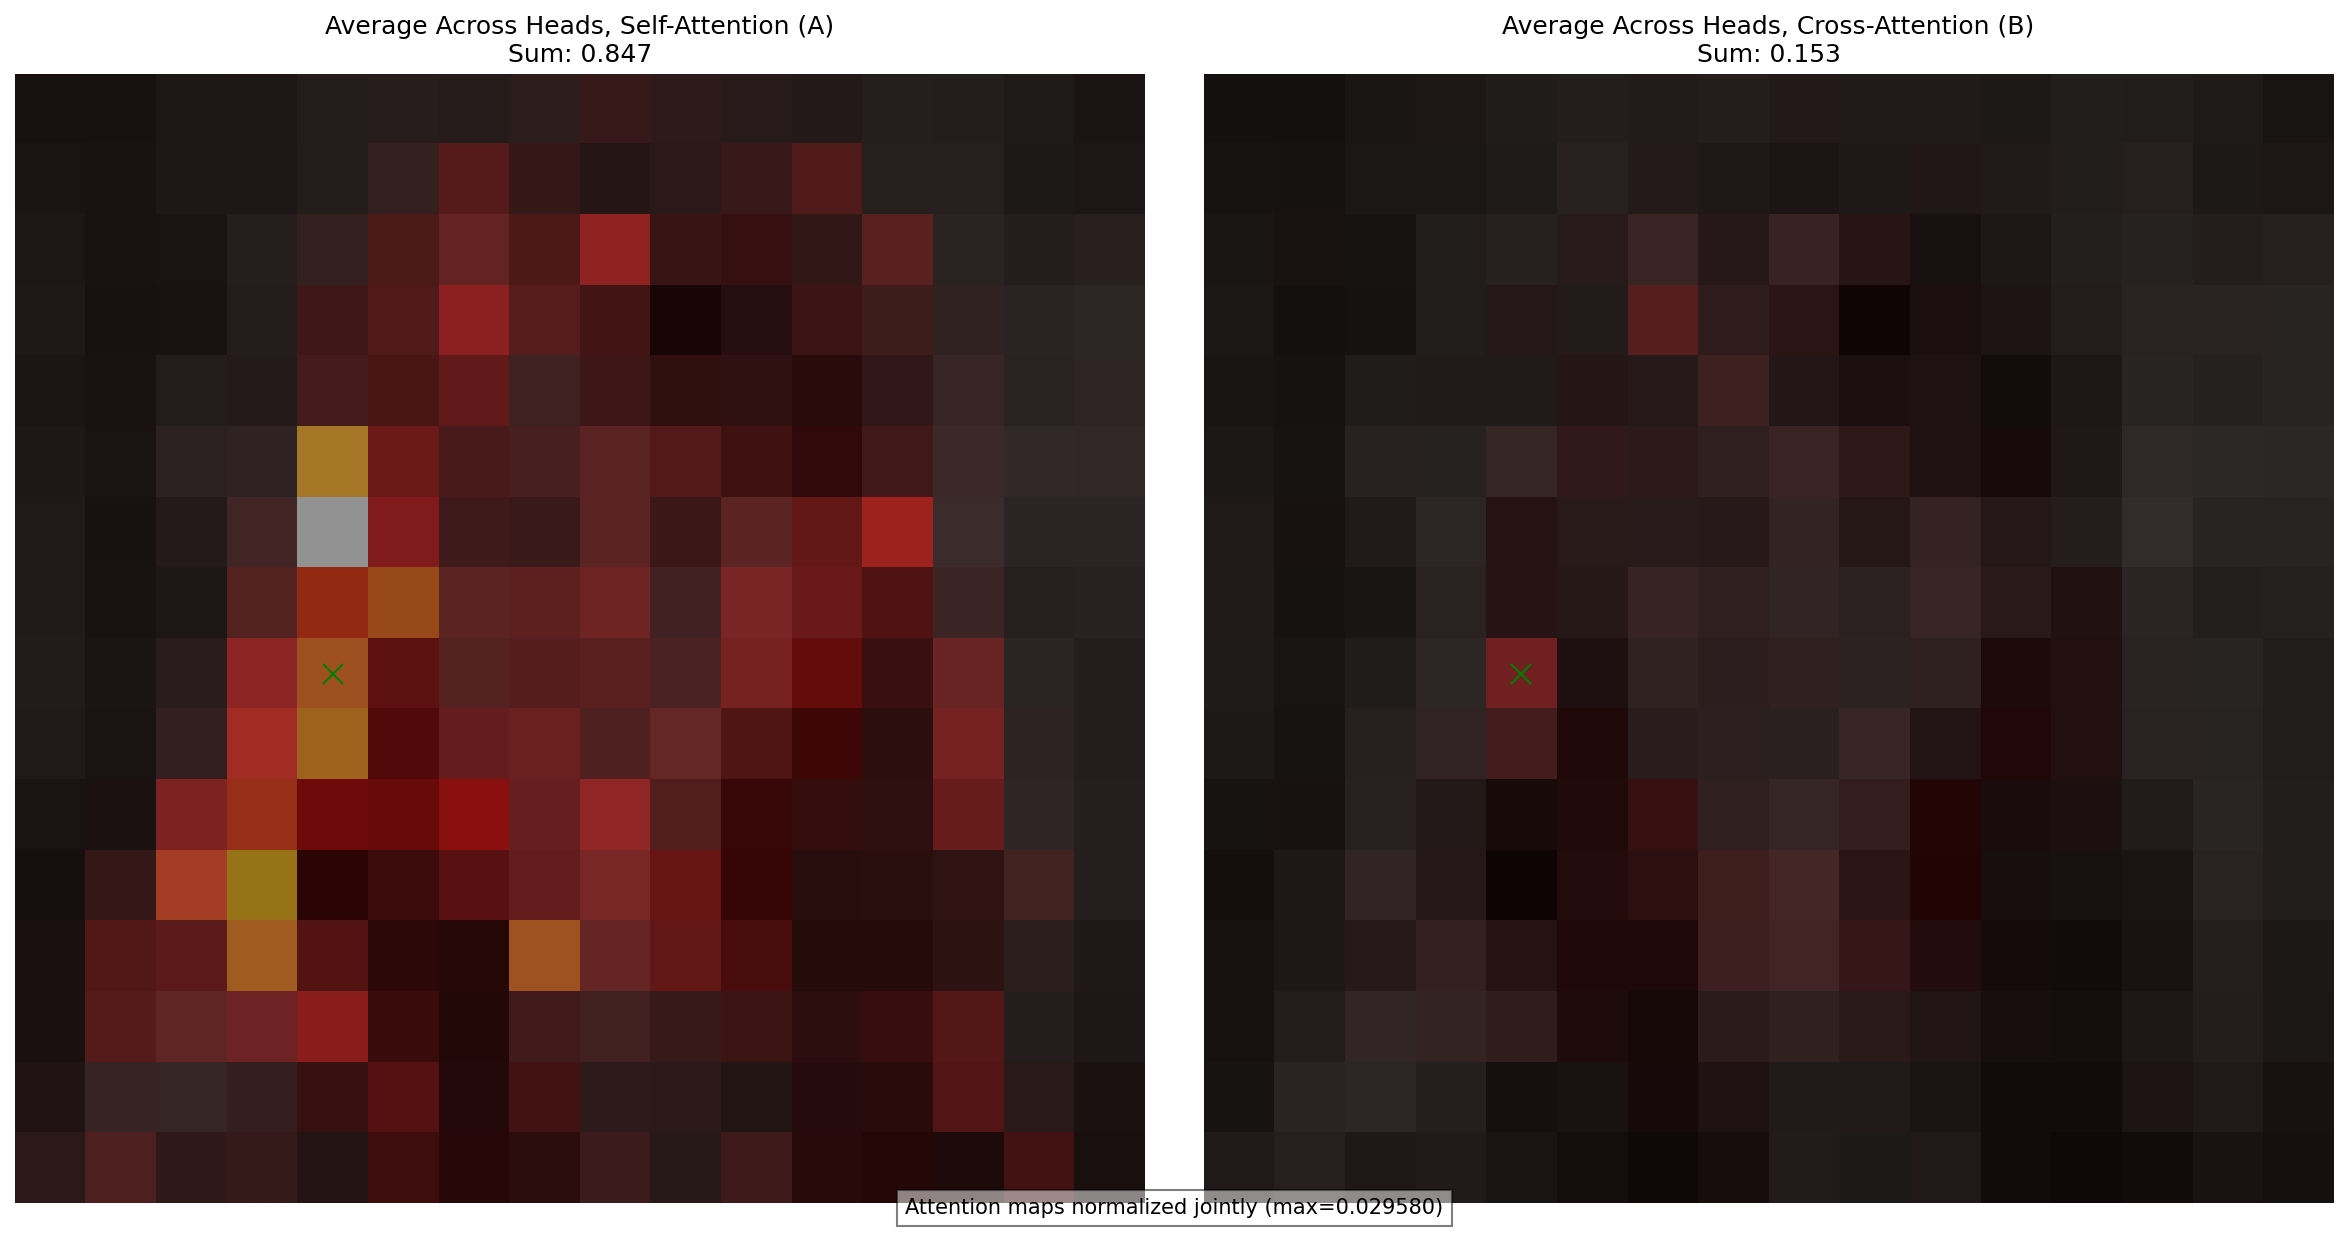 Average Across Heads, Self-Attention (A)
Sum: 0.847
Average Across Heads, Cross-Attention (B)
Sum: 0.153
Attention maps normalized jointly (max=0.029580)